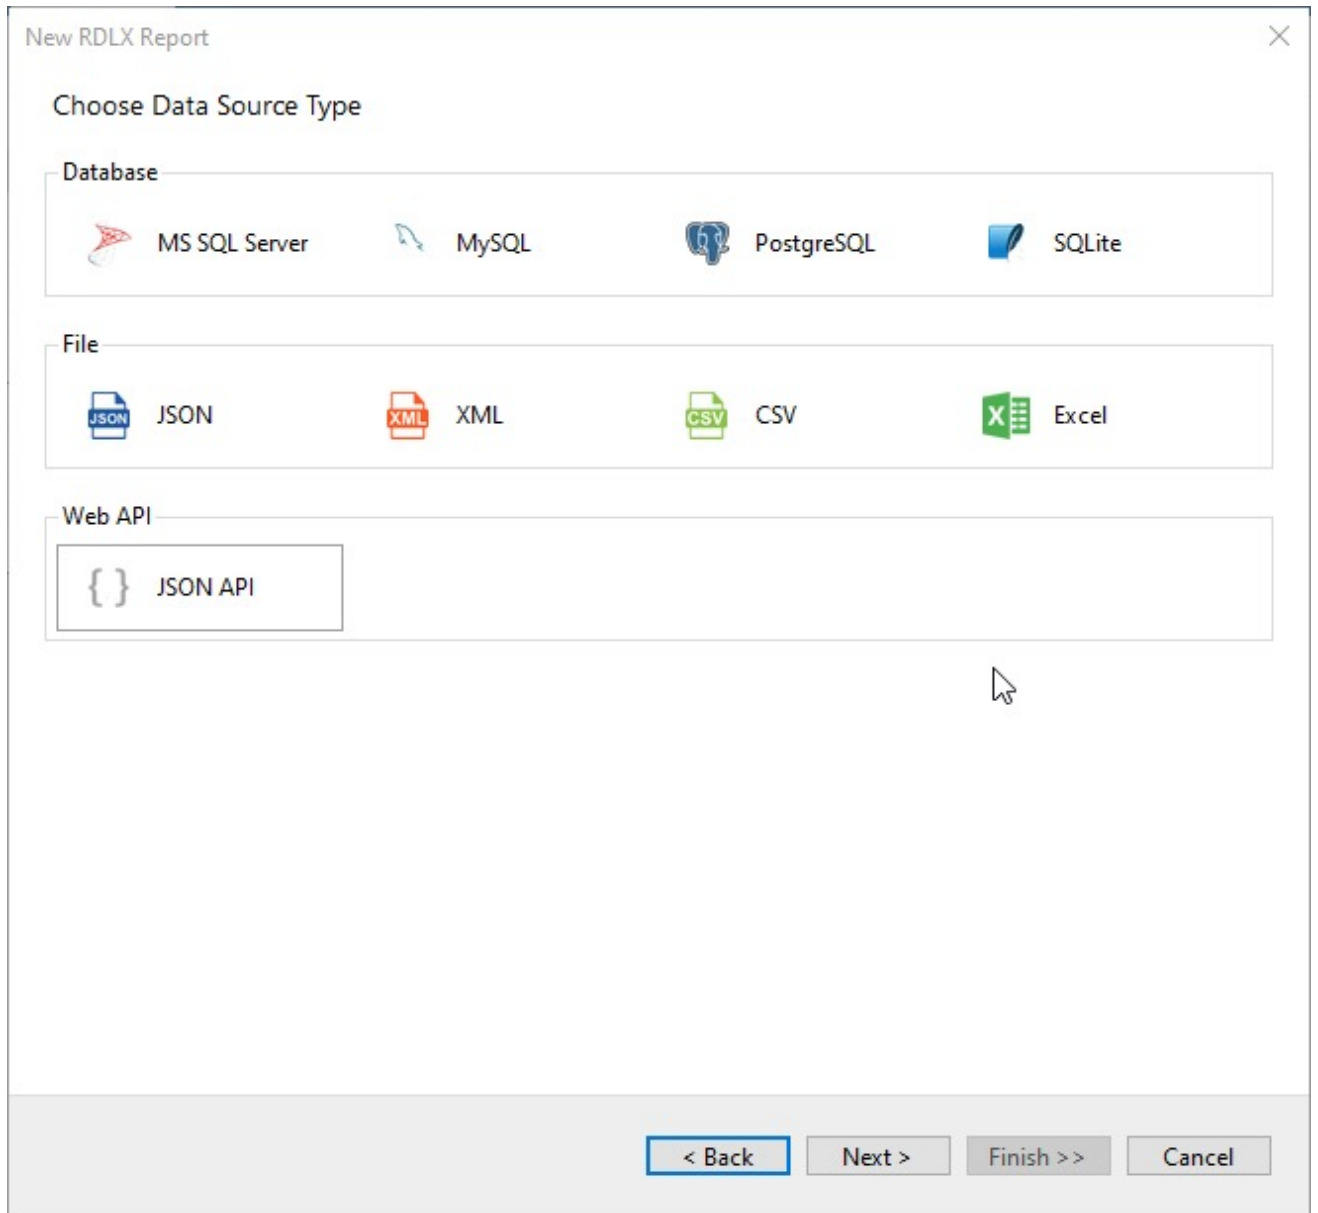 New RDLX Report
Choose Data Source Type
Database
MS SQL Server MySQL PostgreSQL SQLite
File
JSON JSON XML XML CSV CSV X Excel
Web API
{ } JSON API
< Back Next > Finish >> Cancel